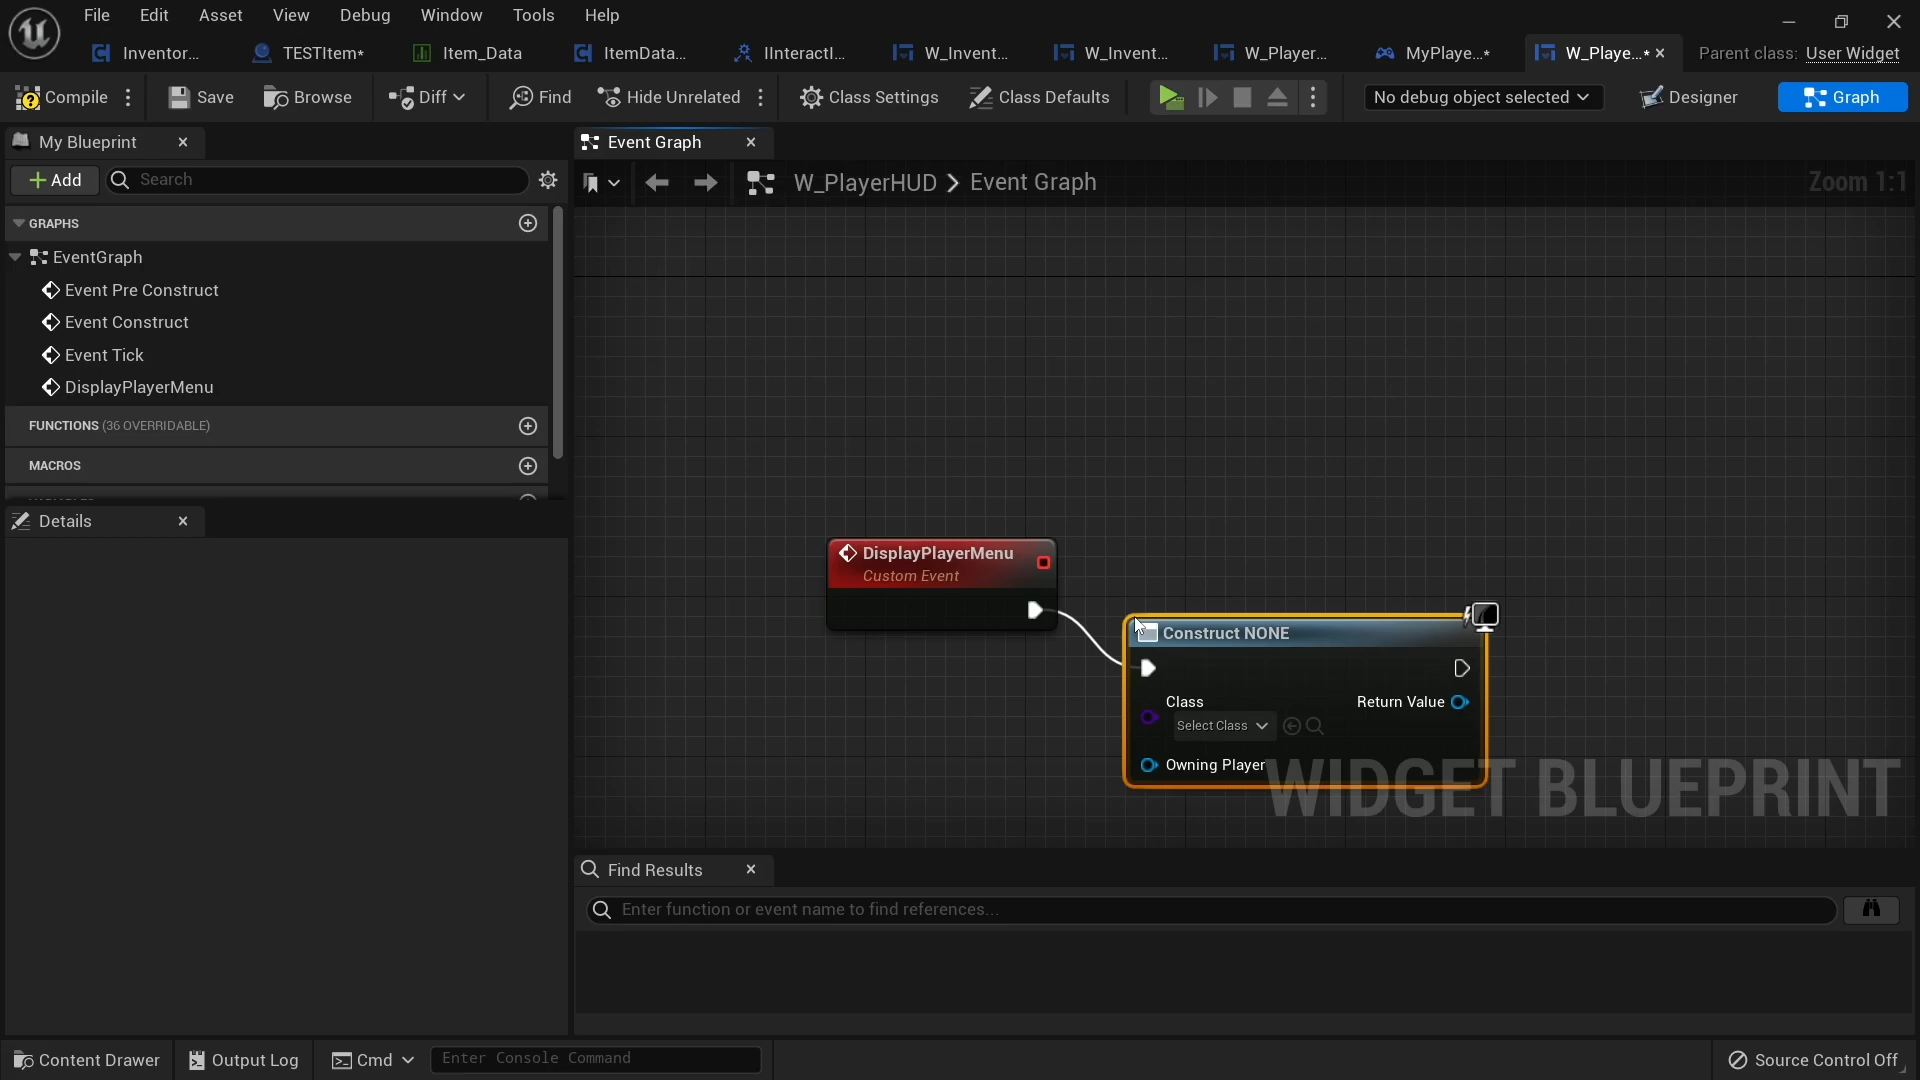 File Edit Asset View Debug Window Tools Help
Inventor... TESTItem* Item_Data ItemData... IInteractI... W_Invent... W_Invent... W_Player... MyPlaye...* W_Playe...* Parent class: User Widget
Compile Save Browse Diff Find Hide Unrelated Class Settings Class Defaults No debug object selected Designer Graph
My Blueprint Event Graph
Add Search W_PlayerHUD Event Graph Zoom 1:1
GRAPHS
EventGraph
Event Pre Construct
Event Construct
Event Tick
DisplayPlayerMenu
FUNCTIONS (36 OVERRIDABLE)
MACROS
Details
DisplayPlayerMenu
Custom Event
Construct NONE
Class Return Value
Select Class
Owning Player
WIDGET BLUEPRINT
Find Results
Enter function or event name to find references...
Content Drawer Output Log Cmd Enter Console Command Source Control Off